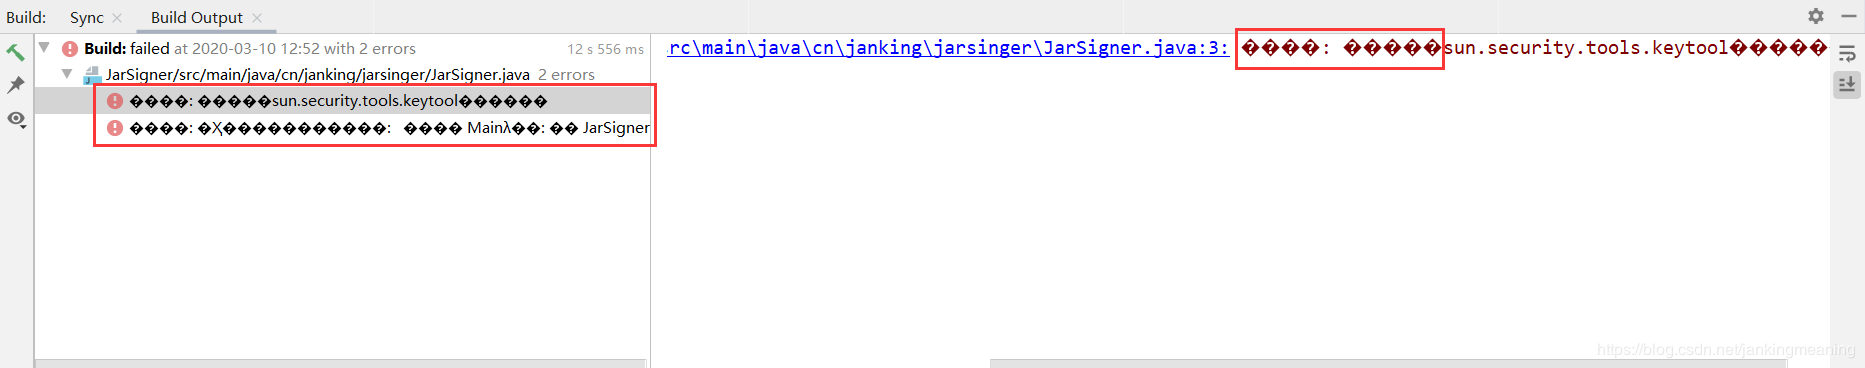 Build: Sync Build Output
Build: failed at 2020-03-10 12:52 with 2 errors 12 s 556 ms
JarSigner/src/main/java/cn/janking/jarsinger/JarSigner.java 2 errors
����: �����sun.security.tools.keytool������
����: �Ҳ�����������: ���� Mainλ��: �� JarSigner
rc\main\java\cn\janking\jarsinger\JarSigner.java:3: ����: �����sun.security.tools.keytool������
https://blog.csdn.net/jankingmeaning